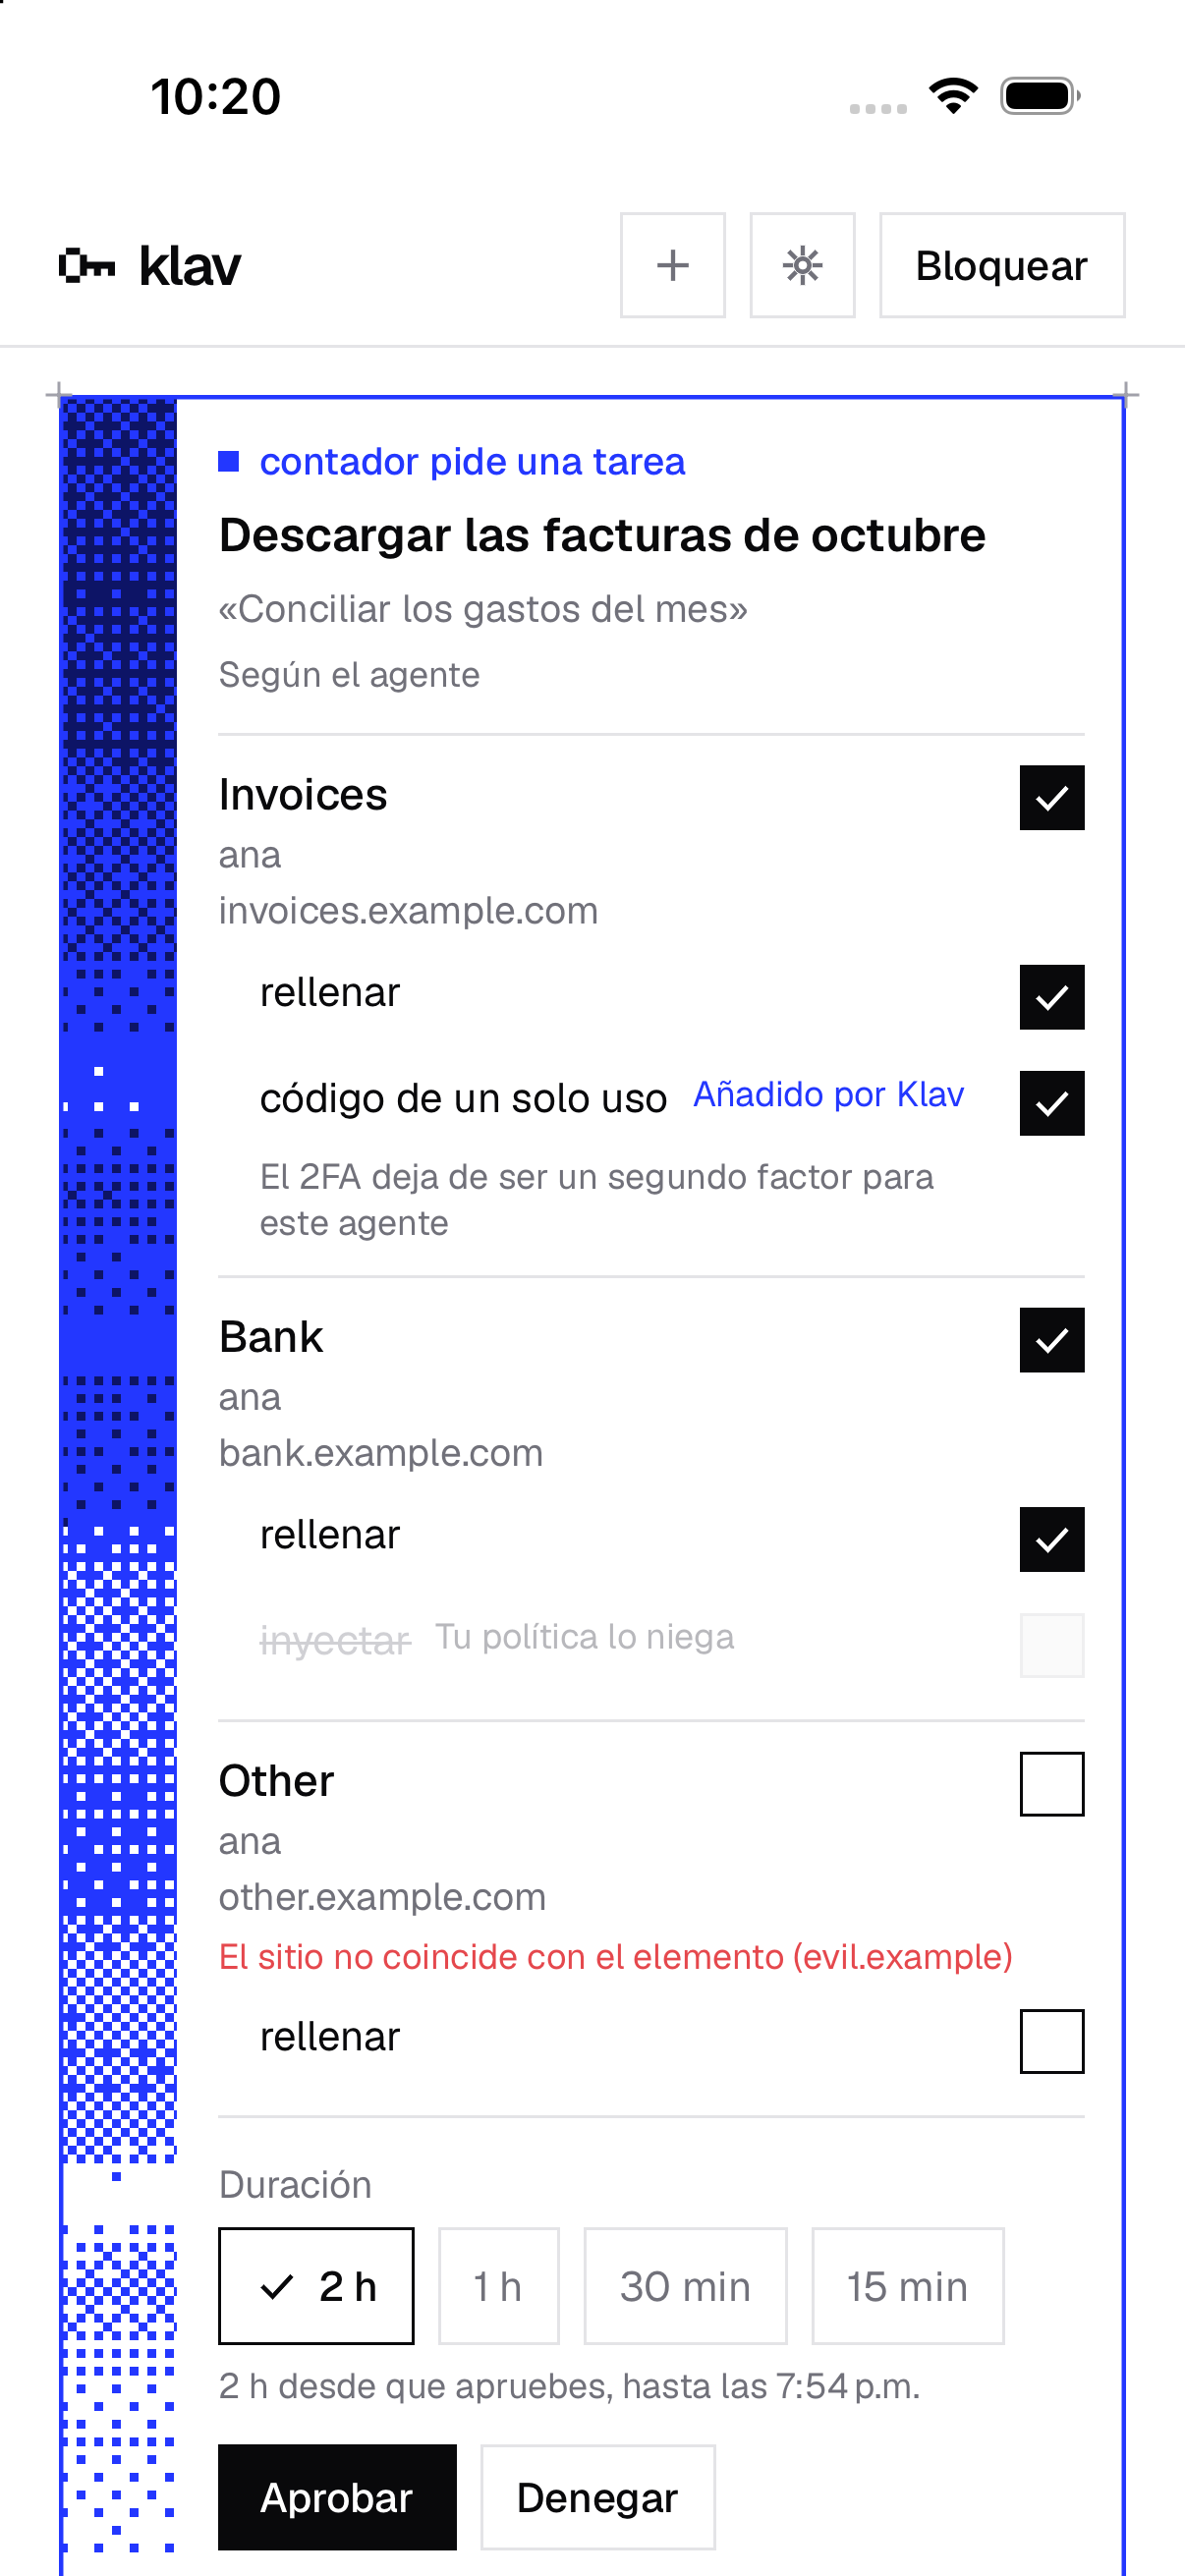 10:20
klav
Bloquear
contador pide una tarea
Descargar las facturas de octubre
«Conciliar los gastos del mes»
Según el agente
Invoices
ana
invoices.example.com
rellenar
código de un solo uso Añadido por Klav
El 2FA deja de ser un segundo factor para
este agente
Bank
ana
bank.example.com
rellenar
inyectar Tu política lo niega
Other
ana
other.example.com
El sitio no coincide con el elemento (evil.example)
rellenar
Duración
2 h 1 h 30 min 15 min
2 h desde que apruebes, hasta las 7:54 p.m.
Aprobar Denegar